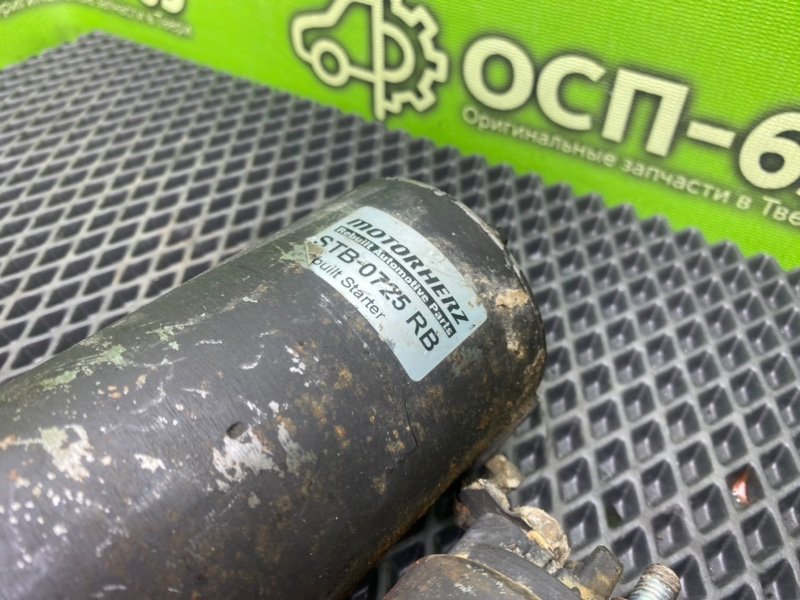 ОСП-6
Оригинальные запчасти в Тве
MOTORHERZ
Rebuilt Automotive Parts
STB-0725 RB
built Starter